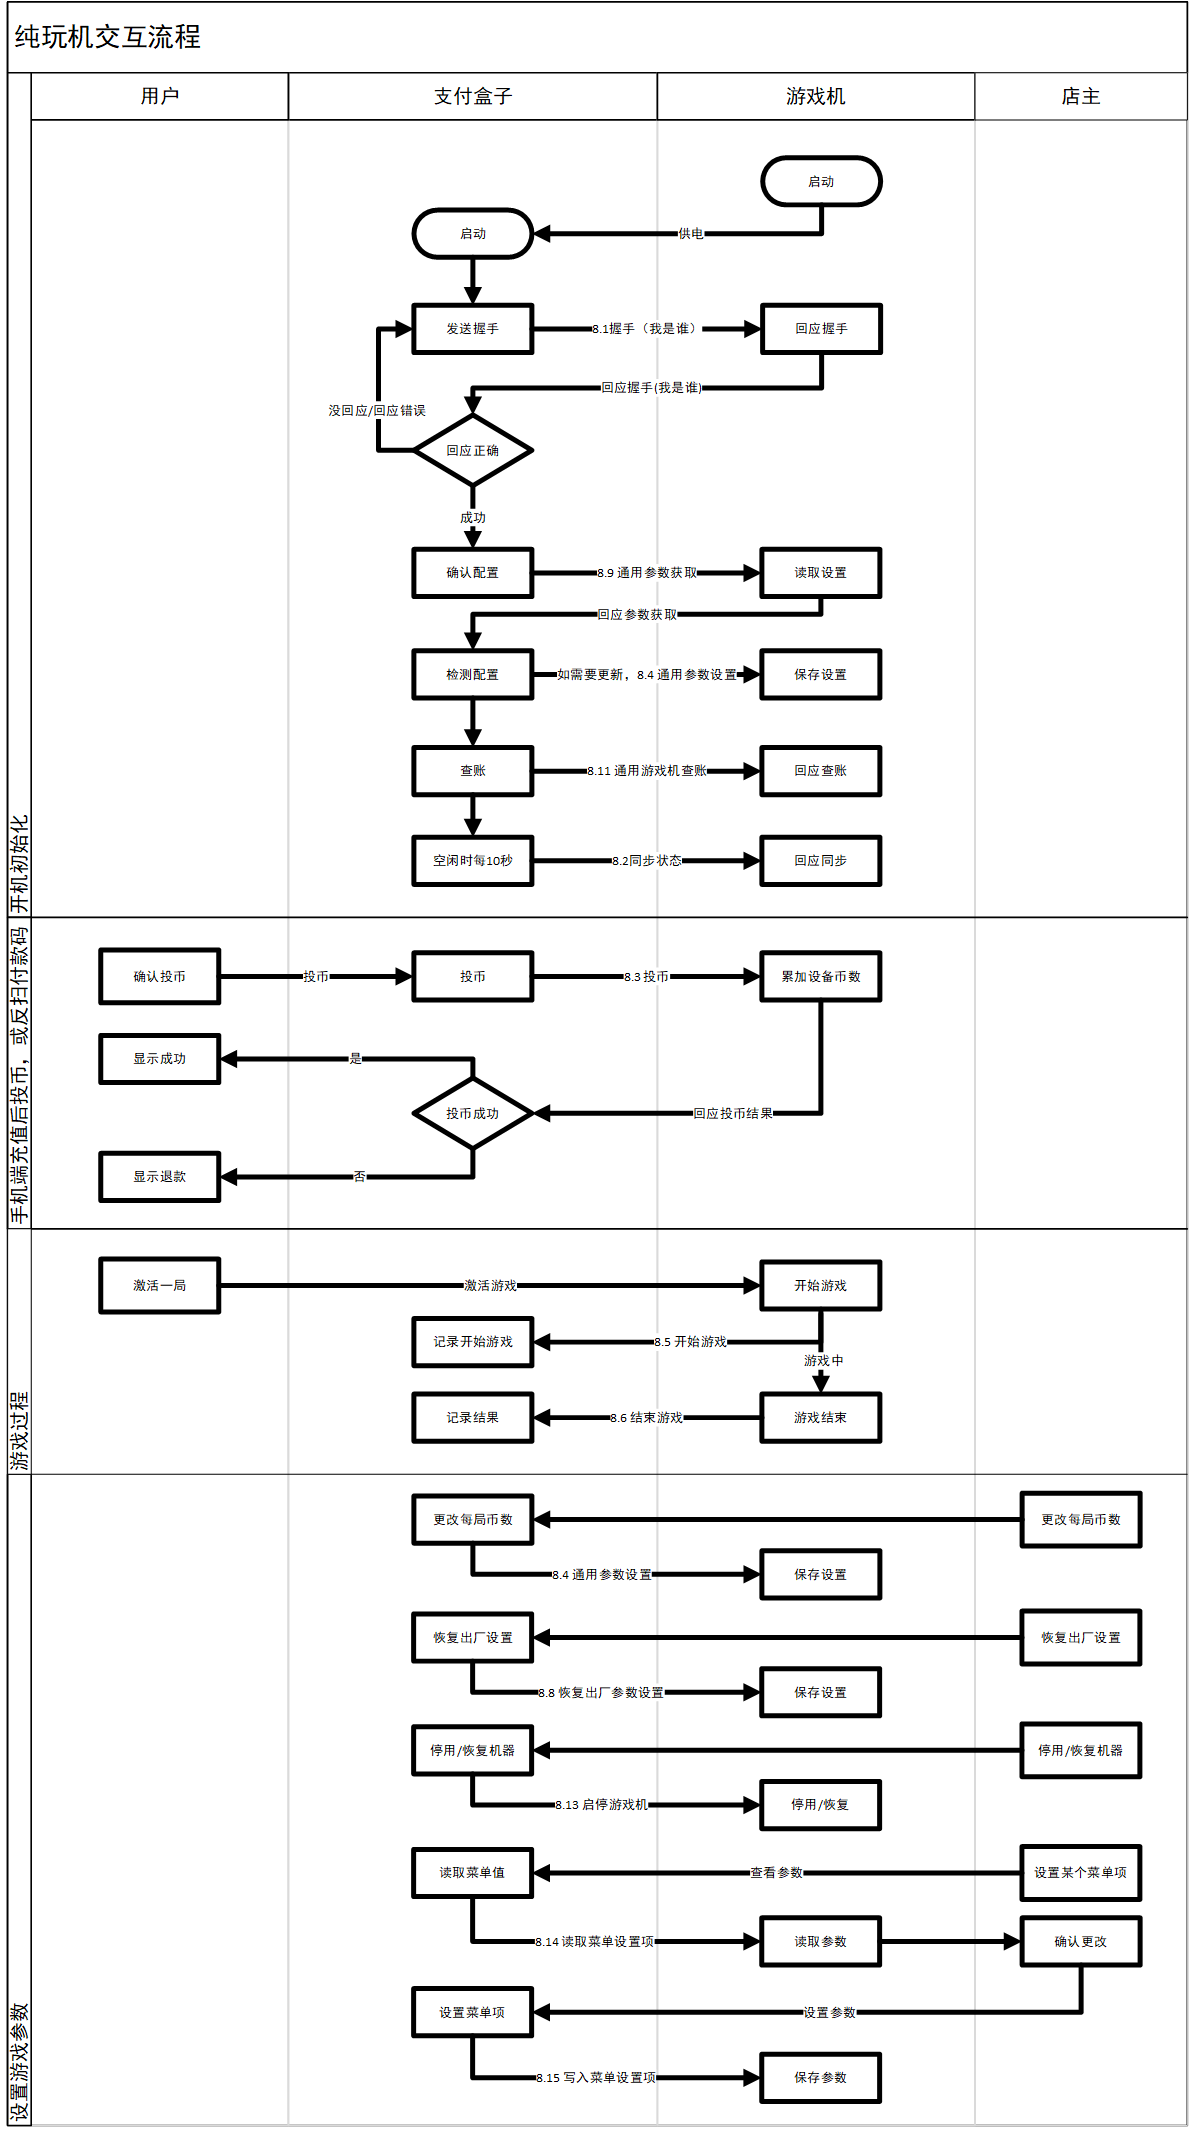 纯玩机交互流程
用户
支付盒子
游戏机
店主
开机初始化
启动
启动
供电
发送握手
8.1握手（我是谁）
回应握手
回应握手(我是谁)
没回应/回应错误
回应正确
成功
确认配置
8.9 通用参数获取
读取设置
回应参数获取
检测配置
如需要更新，8.4 通用参数设置
保存设置
查账
8.11 通用游戏机查账
回应查账
空闲时每10秒
8.2同步状态
回应同步
手机端充值后投币，或反扫付款码
确认投币
投币
投币
8.3 投币
累加设备币数
显示成功
是
投币成功
回应投币结果
显示退款
否
游戏过程
激活一局
激活游戏
开始游戏
记录开始游戏
8.5 开始游戏
游戏中
记录结果
8.6 结束游戏
游戏结束
设置游戏参数
更改每局币数
更改每局币数
8.4 通用参数设置
保存设置
恢复出厂设置
恢复出厂设置
8.8 恢复出厂参数设置
保存设置
停用/恢复机器
停用/恢复机器
8.13 启停游戏机
停用/恢复
读取菜单值
查看参数
设置某个菜单项
8.14 读取菜单设置项
读取参数
确认更改
设置菜单项
设置参数
8.15 写入菜单设置项
保存参数